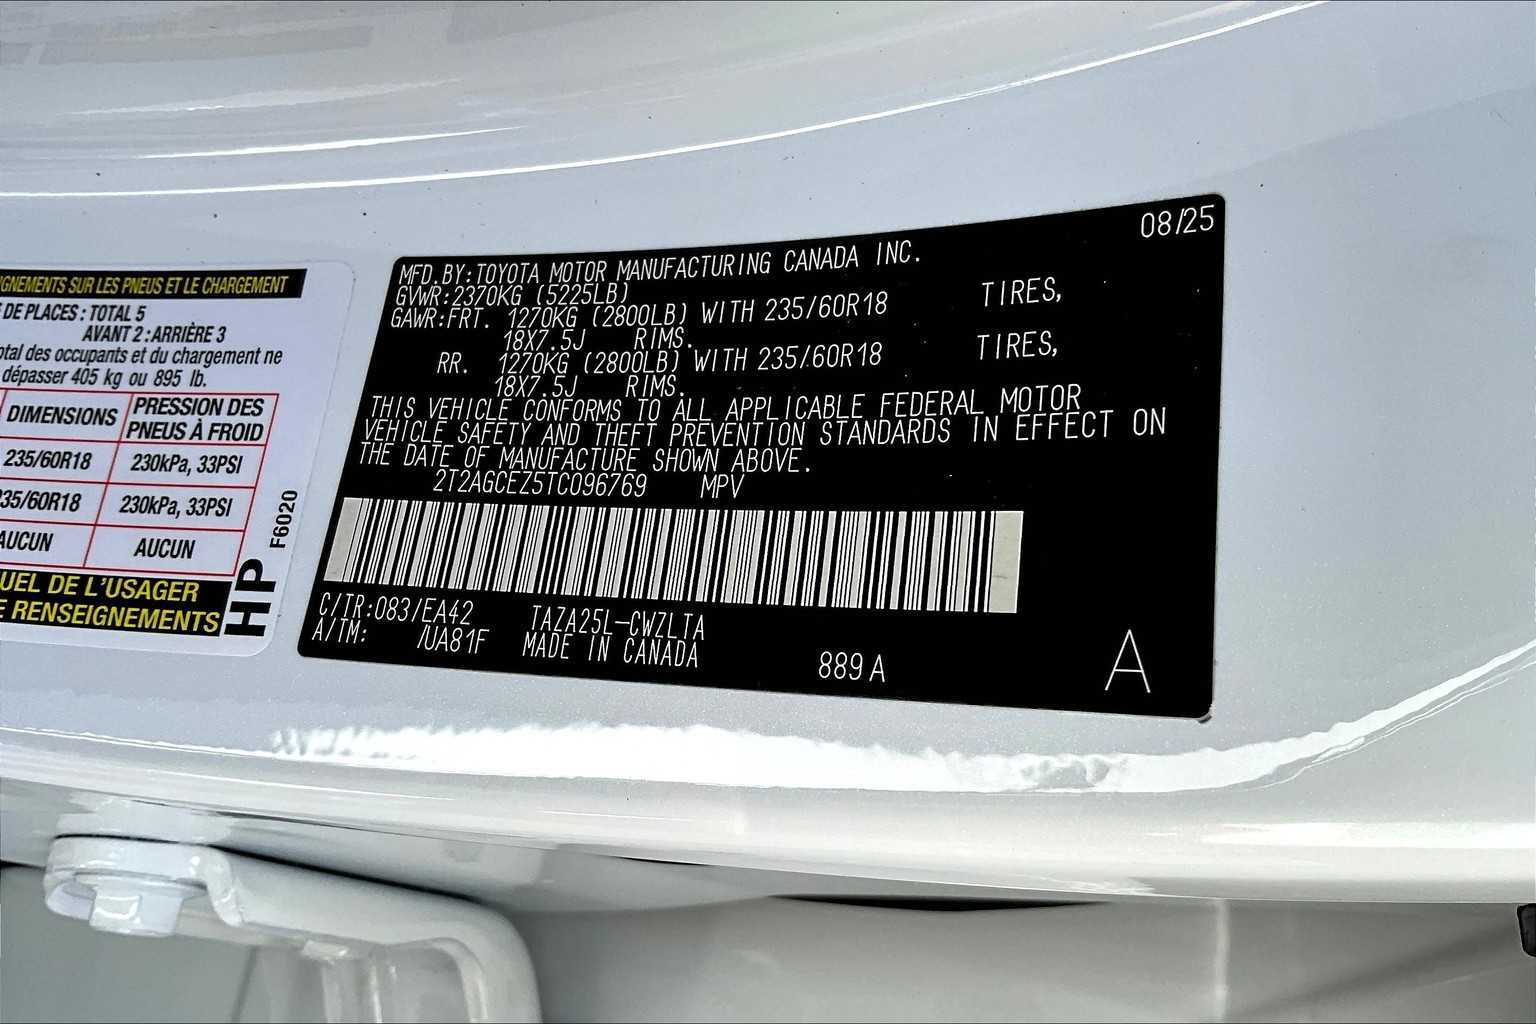 IGNEMENTS SUR LES PNEUS ET LE CHARGEMENT
DE PLACES : TOTAL 5
AVANT 2 : ARRIÈRE 3
otal des occupants et du chargement ne
dépasser 405 kg ou 895 lb.
DIMENSIONS PRESSION DES PNEUS À FROID
235/60R18 230kPa, 33PSI
235/60R18 230kPa, 33PSI
AUCUN AUCUN
UEL DE L'USAGER
E RENSEIGNEMENTS
HP F6020
08/25
MFD.BY:TOYOTA MOTOR MANUFACTURING CANADA INC.
GVWR:2370KG (5225LB)
GAWR:FRT. 1270KG (2800LB) WITH 235/60R18 TIRES,
18X7.5J RIMS.
RR. 1270KG (2800LB) WITH 235/60R18 TIRES,
18X7.5J RIMS.
THIS VEHICLE CONFORMS TO ALL APPLICABLE FEDERAL MOTOR
VEHICLE SAFETY AND THEFT PREVENTION STANDARDS IN EFFECT ON
THE DATE OF MANUFACTURE SHOWN ABOVE.
2T2AGCEZ5TC096769 MPV
C/TR:083/EA42 TAZA25L-CWZLTA
A/TM: /UA81F MADE IN CANADA
889A
A